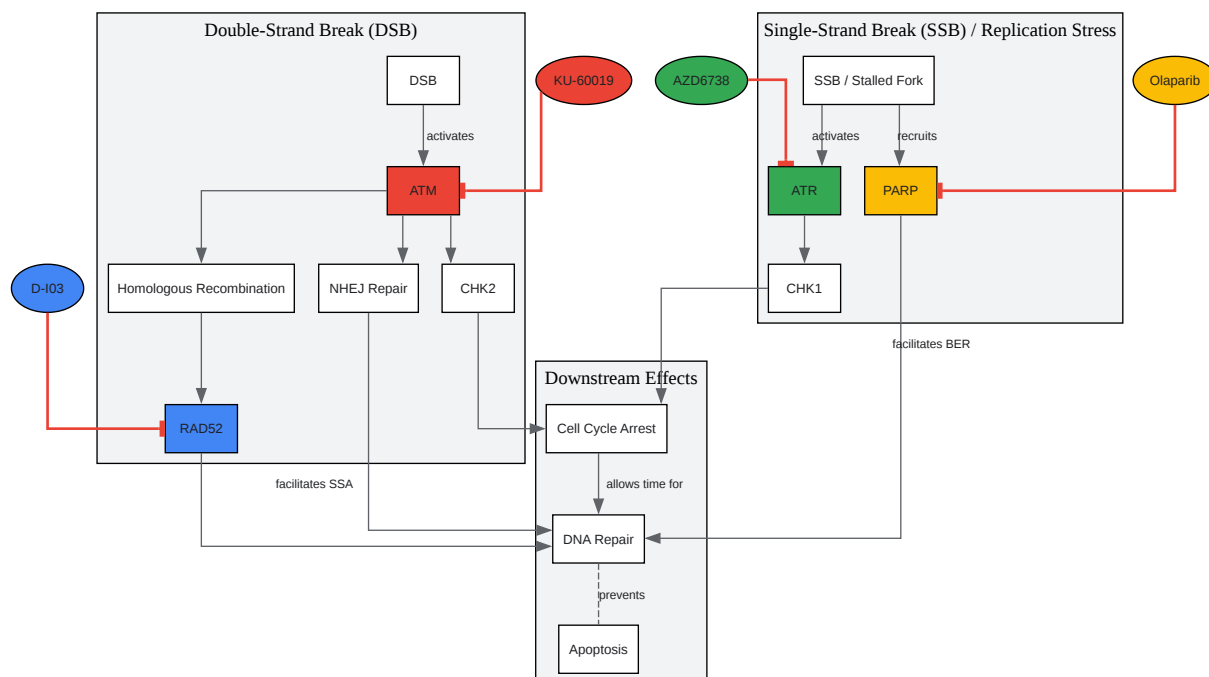 Double-Strand Break (DSB)
Single-Strand Break (SSB) / Replication Stress
DSB
KU-60019
AZD6738
SSB / Stalled Fork
Olaparib
activates
activates
recruits
ATM
ATR
PARP
D-I03
Homologous Recombination
NHEJ Repair
CHK2
CHK1
facilitates BER
Downstream Effects
RAD52
Cell Cycle Arrest
facilitates SSA
allows time for
DNA Repair
prevents
Apoptosis